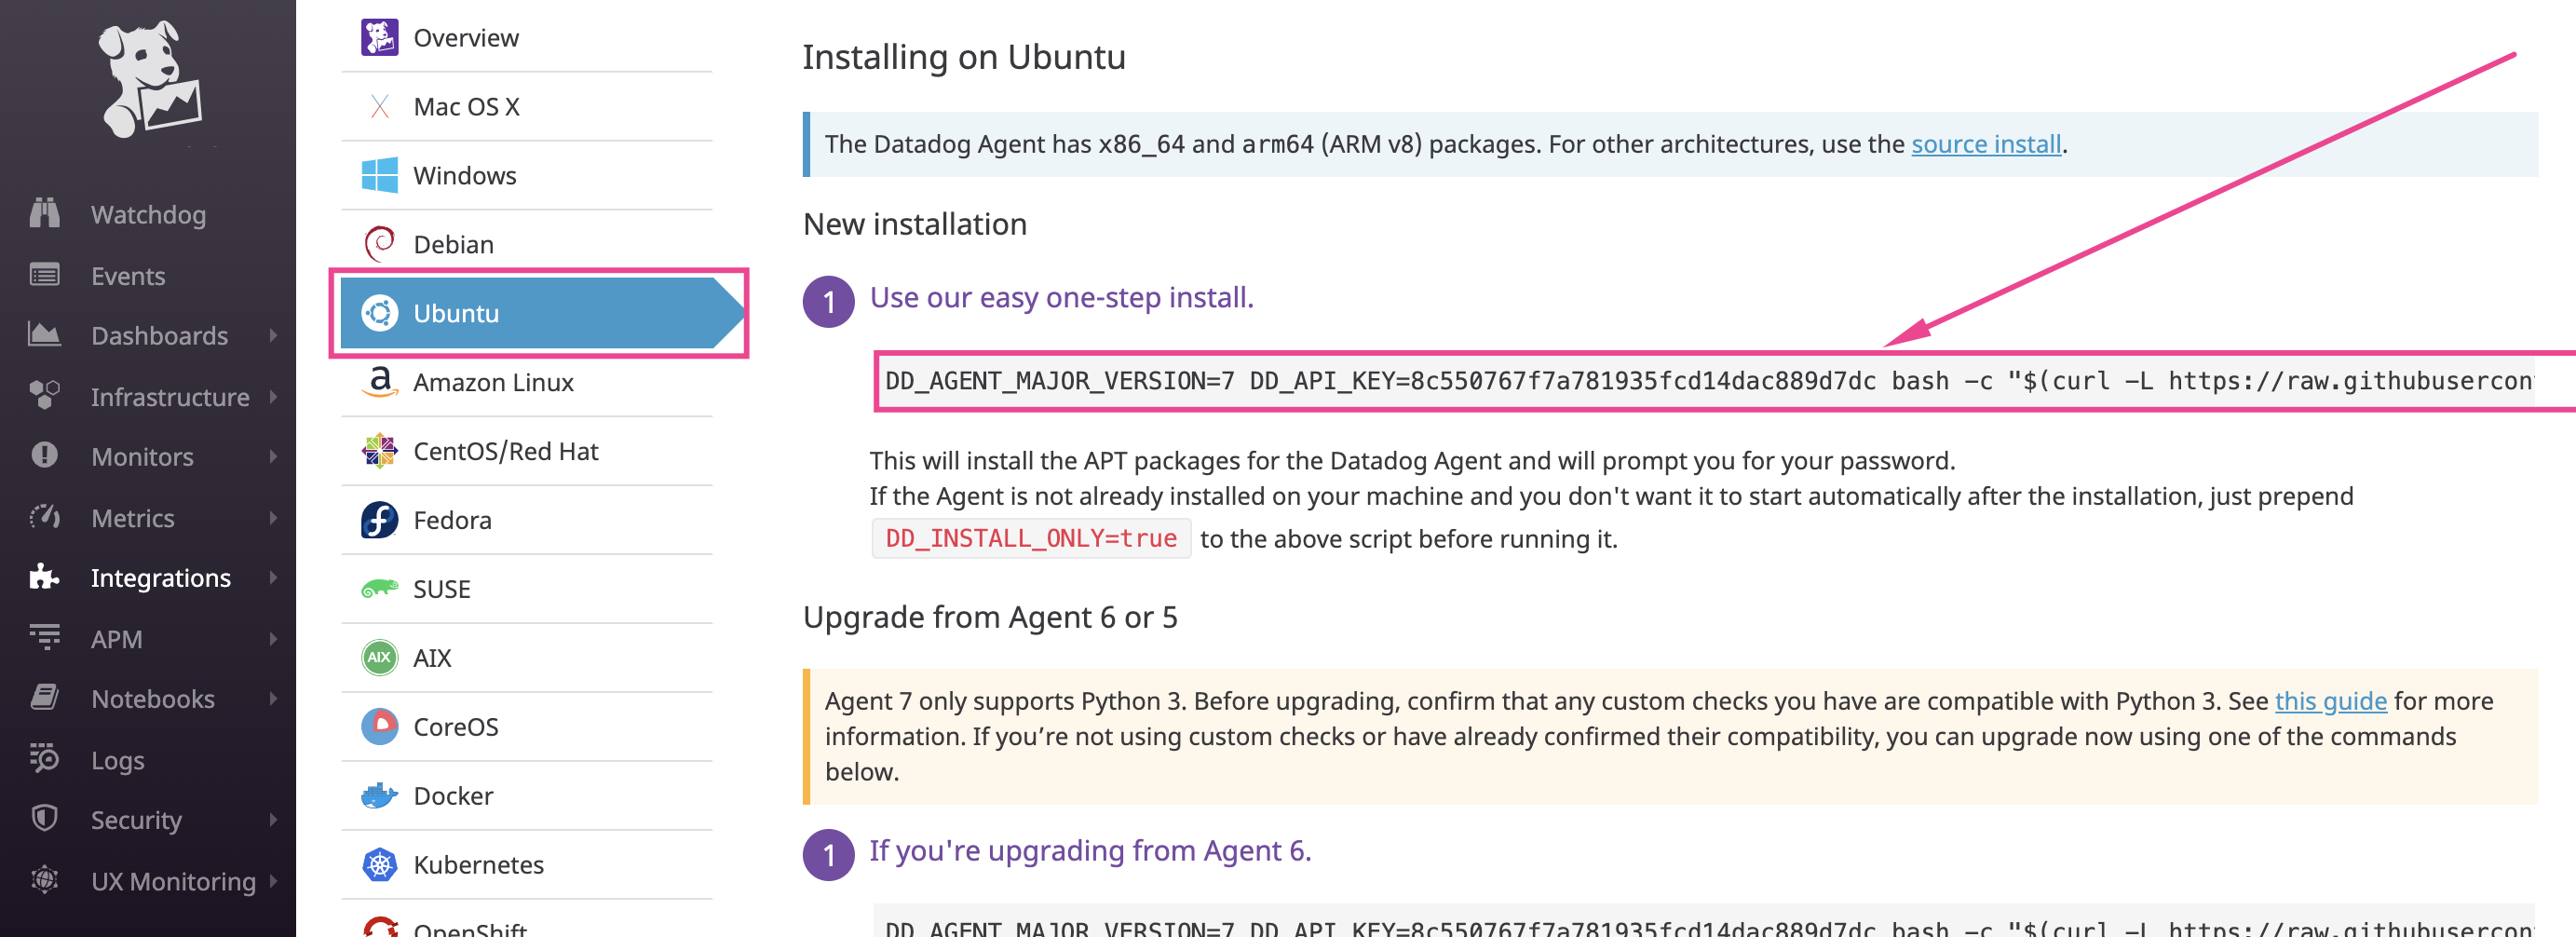 Watchdog
Events
Dashboards
Infrastructure
Monitors
Metrics
Integrations
APM
Notebooks
Logs
Security
UX Monitoring
Overview
Mac OS X
Windows
Debian
Ubuntu
Amazon Linux
CentOS/Red Hat
Fedora
SUSE
AIX
AIX
CoreOS
Docker
Kubernetes
OpenShift
Installing on Ubuntu
The Datadog Agent has x86_64 and arm64 (ARM v8) packages. For other architectures, use the source install.
New installation
1 Use our easy one-step install.
DD_AGENT_MAJOR_VERSION=7 DD_API_KEY=8c550767f7a781935fcd14dac889d7dc bash -c "$(curl -L https://raw.githubusercon
This will install the APT packages for the Datadog Agent and will prompt you for your password.
If the Agent is not already installed on your machine and you don't want it to start automatically after the installation, just prepend
DD_INSTALL_ONLY=true to the above script before running it.
Upgrade from Agent 6 or 5
Agent 7 only supports Python 3. Before upgrading, confirm that any custom checks you have are compatible with Python 3. See this guide for more
information. If you’re not using custom checks or have already confirmed their compatibility, you can upgrade now using one of the commands
below.
1 If you're upgrading from Agent 6.
DD_AGENT_MAJOR_VERSION=7 DD_API_KEY=8c550767f7a781935fcd14dac889d7dc bash -c "$(curl -L https://raw.githubusercon